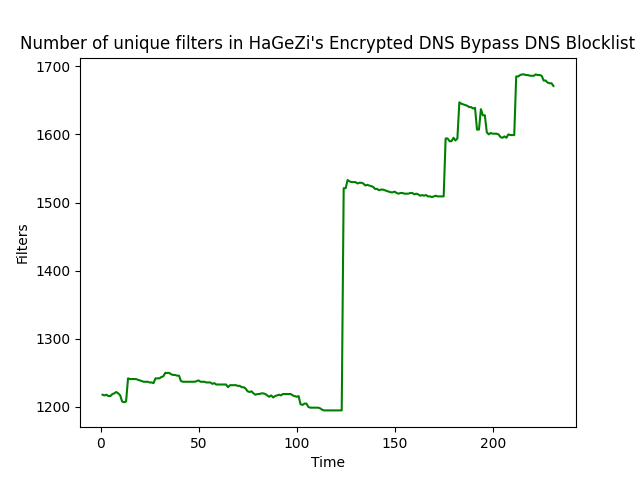 Number of unique filters in HaGeZi's Encrypted DNS Bypass DNS Blocklist
1700
1600
1500
1400
1300
1200
Filters
0 50 100 150 200
Time